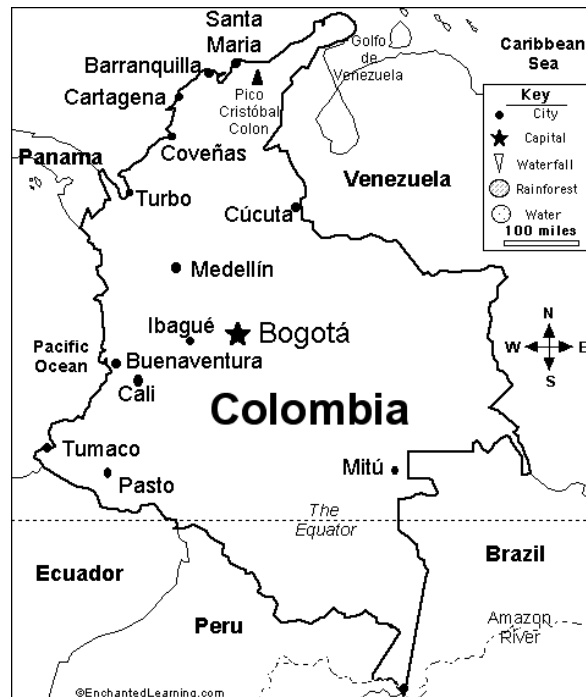 Santa
Maria
Barranquilla
Cartagena
Pico
Cristóbal
Colon
Golfo
de
Venezuela
Caribbean
Sea
Key
City
Capital
Waterfall
Rainforest
Water
100 miles
Panama
Coveñas
Turbo
Cúcuta
Venezuela
Medellín
Ibagué
Bogotá
N
W
E
S
Pacific
Ocean
Buenaventura
Cali
Colombia
Tumaco
Pasto
Mitú
The
Equator
Ecuador
Peru
Brazil
Amazon
River
©EnchantedLearning.com